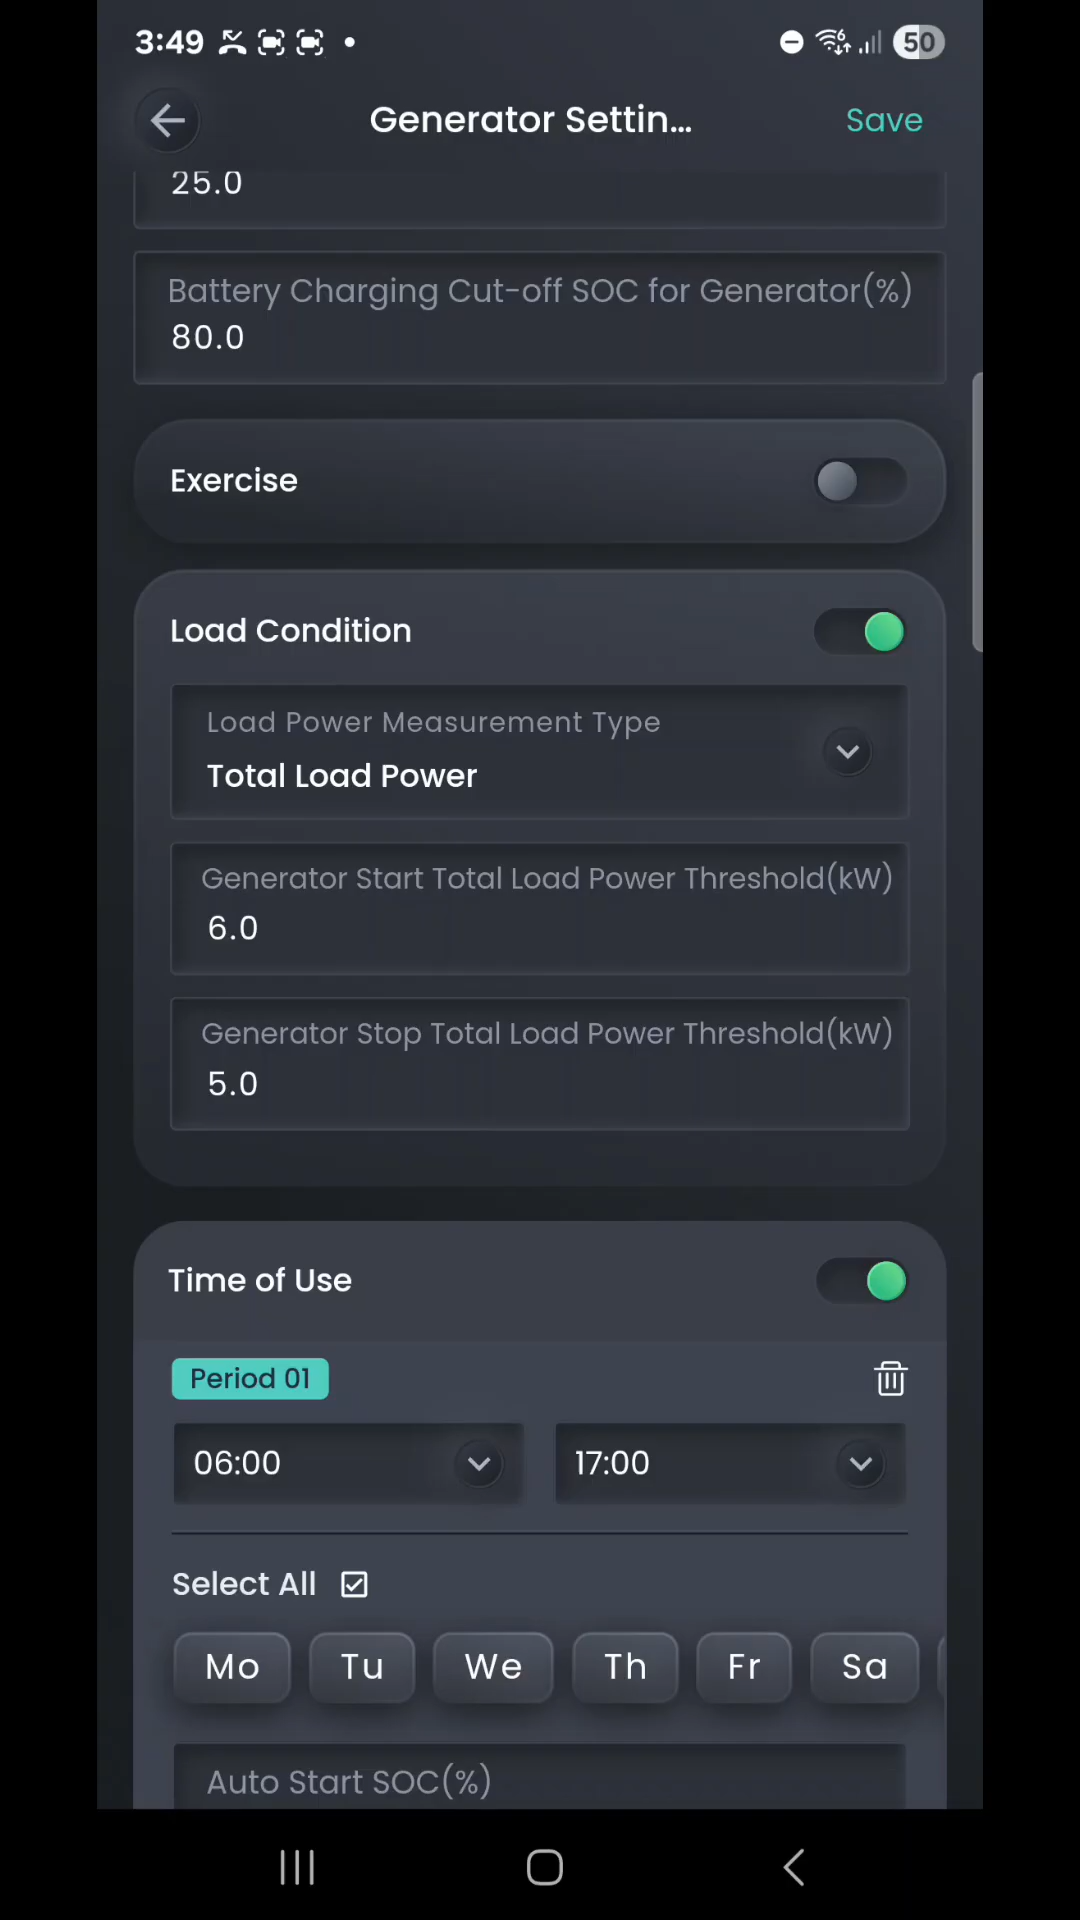 3:49
6
50
Generator Settin...
Save
25.0
Battery Charging Cut-off SOC for Generator(%)
80.0
Exercise
Load Condition
Load Power Measurement Type
Total Load Power
Generator Start Total Load Power Threshold(kW)
6.0
Generator Stop Total Load Power Threshold(kW)
5.0
Time of Use
Period 01
06:00
17:00
Select All
Mo Tu We Th Fr Sa
Auto Start SOC(%)